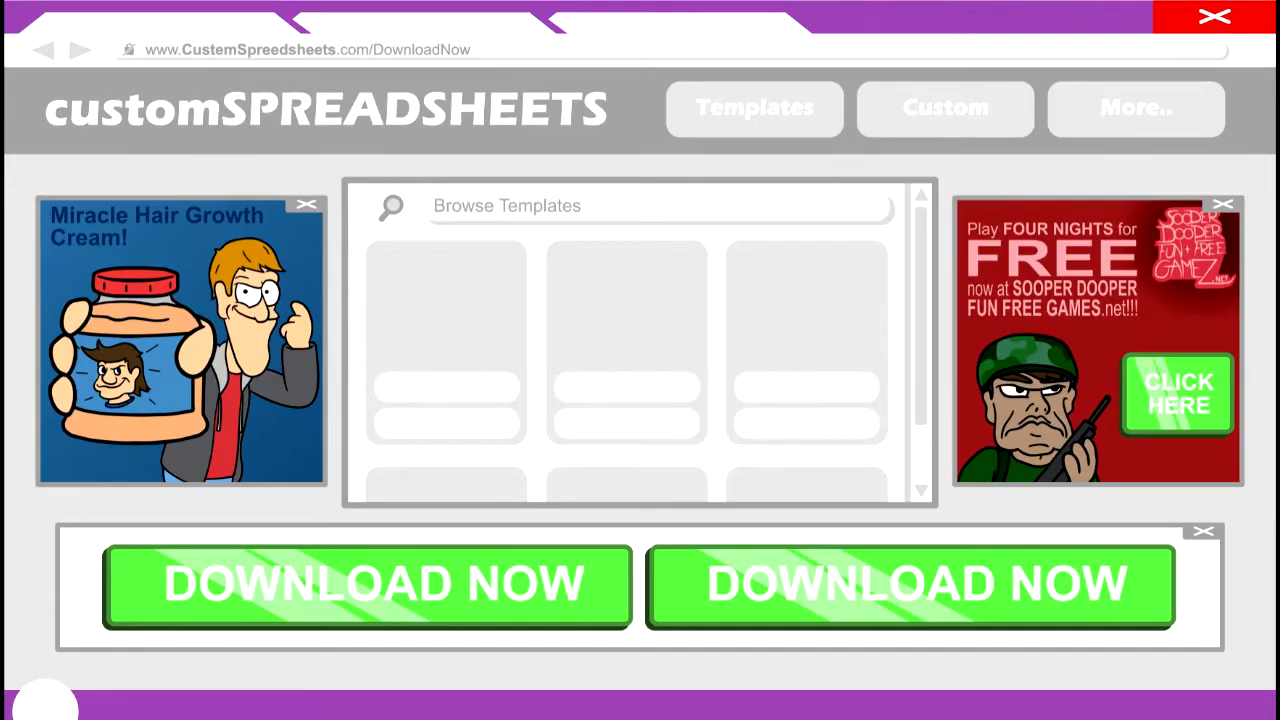 www.CustemSpreedsheets.com/DownloadNow
customSPREADSHEETS
Templates
Custom
More..
Miracle Hair Growth
Cream!
Browse Templates
Play FOUR NIGHTS for
FREE
now at SOOPER DOOPER
FUN FREE GAMES.net!!!
SOOPER
DOOPER
FUN + FREE
GAMEZ
.NET
CLICK
HERE
DOWNLOAD NOW
DOWNLOAD NOW